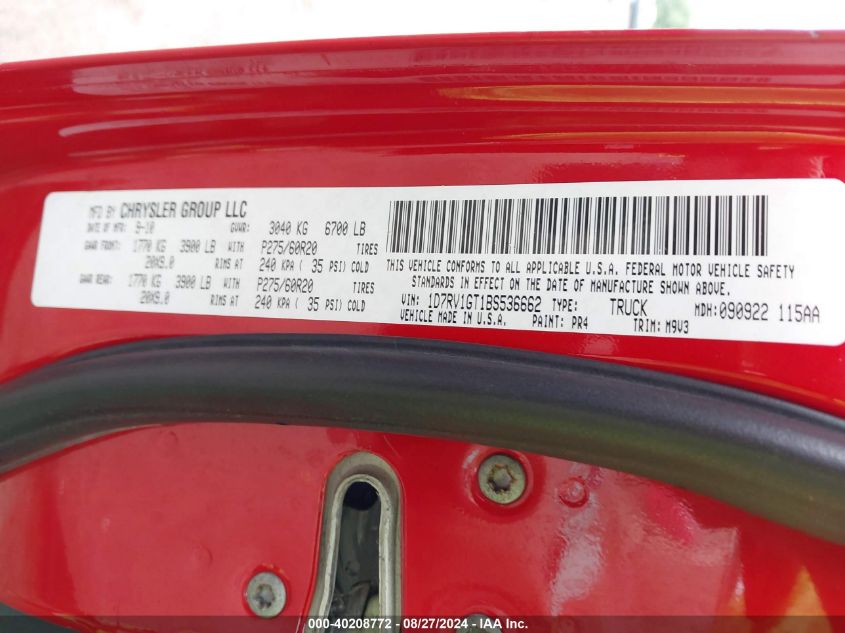 MFD BY CHRYSLER GROUP LLC
DATE OF MFR: 9-10 GVWR: 3040 KG 6700 LB
GAWR FRONT: 1770 KG 3900 LB WITH P275/60R20 TIRES
20X9.0 RIMS AT 240 KPA ( 35 PSI) COLD
GAWR REAR: 1770 KG 3900 LB WITH P275/60R20 TIRES
20X9.0 RIMS AT 240 KPA ( 35 PSI) COLD
THIS VEHICLE CONFORMS TO ALL APPLICABLE U.S.A. FEDERAL MOTOR VEHICLE SAFETY
STANDARDS IN EFFECT ON THE DATE OF MANUFACTURE SHOWN ABOVE.
VIN: 1D7RV1GT1BS536662 TYPE: TRUCK MDH:090922 115AA
VEHICLE MADE IN U.S.A. PAINT: PR4 TRIM: M9V3
000-40208772 - 08/27/2024 - IAA Inc.